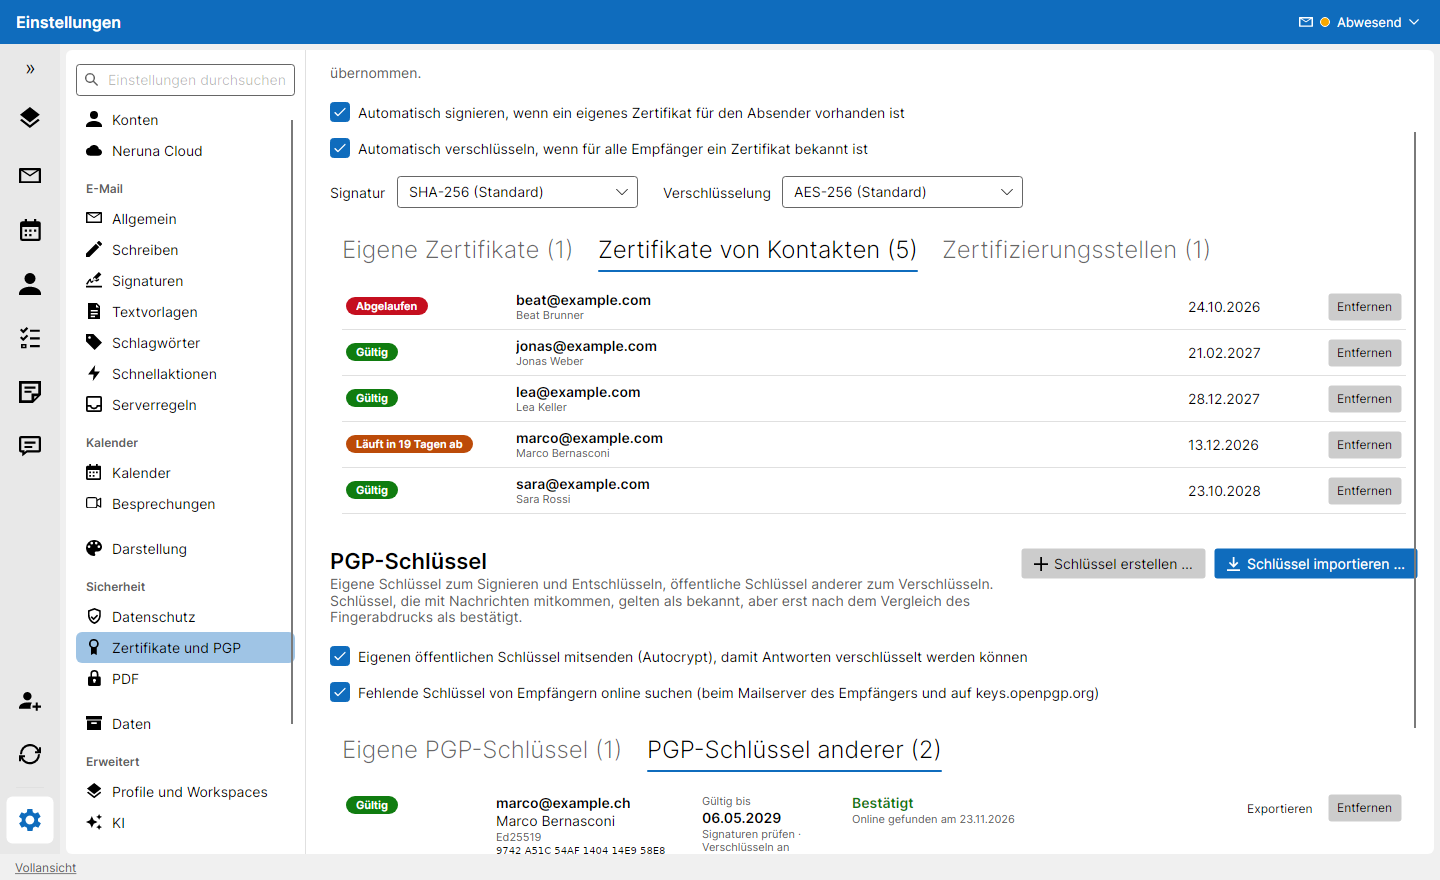 Einstellungen
Abwesend
Einstellungen durchsuchen
Konten
Neruna Cloud
E-Mail
Allgemein
Schreiben
Signaturen
Textvorlagen
Schlagwörter
Schnellaktionen
Serverregeln
Kalender
Kalender
Besprechungen
Darstellung
Sicherheit
Datenschutz
Zertifikate und PGP
PDF
Daten
Erweitert
Profile und Workspaces
KI
Vollansicht
übernommen.
Automatisch signieren, wenn ein eigenes Zertifikat für den Absender vorhanden ist
Automatisch verschlüsseln, wenn für alle Empfänger ein Zertifikat bekannt ist
Signatur SHA-256 (Standard) Verschlüsselung AES-256 (Standard)
Eigene Zertifikate (1) Zertifikate von Kontakten (5) Zertifizierungsstellen (1)
Abgelaufen beat@example.com 24.10.2026 Entfernen
Beat Brunner
Gültig jonas@example.com 21.02.2027 Entfernen
Jonas Weber
Gültig lea@example.com 28.12.2027 Entfernen
Lea Keller
Läuft in 19 Tagen ab marco@example.com 13.12.2026 Entfernen
Marco Bernasconi
Gültig sara@example.com 23.10.2028 Entfernen
Sara Rossi
PGP-Schlüssel Schlüssel erstellen ... Schlüssel importieren ...
Eigene Schlüssel zum Signieren und Entschlüsseln, öffentliche Schlüssel anderer zum Verschlüsseln.
Schlüssel, die mit Nachrichten mitkommen, gelten als bekannt, aber erst nach dem Vergleich des
Fingerabdrucks als bestätigt.
Eigenen öffentlichen Schlüssel mitsenden (Autocrypt), damit Antworten verschlüsselt werden können
Fehlende Schlüssel von Empfängern online suchen (beim Mailserver des Empfängers und auf keys.openpgp.org)
Eigene PGP-Schlüssel (1) PGP-Schlüssel anderer (2)
Gültig marco@example.ch Gültig bis Bestätigt Exportieren Entfernen
Marco Bernasconi 06.05.2029 Online gefunden am 23.11.2026
Ed25519 Signaturen prüfen ·
9742 A51C 54AF 1404 14E9 58E8 Verschlüsseln an